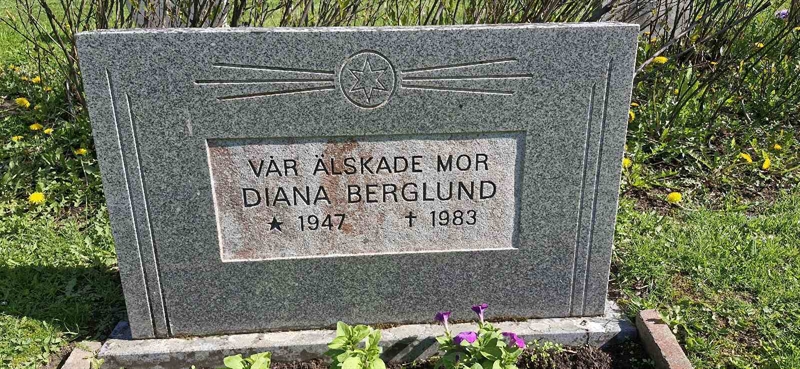 VÅR ÄLSKADE MOR
DIANA BERGLUND
★ 1947 † 1983